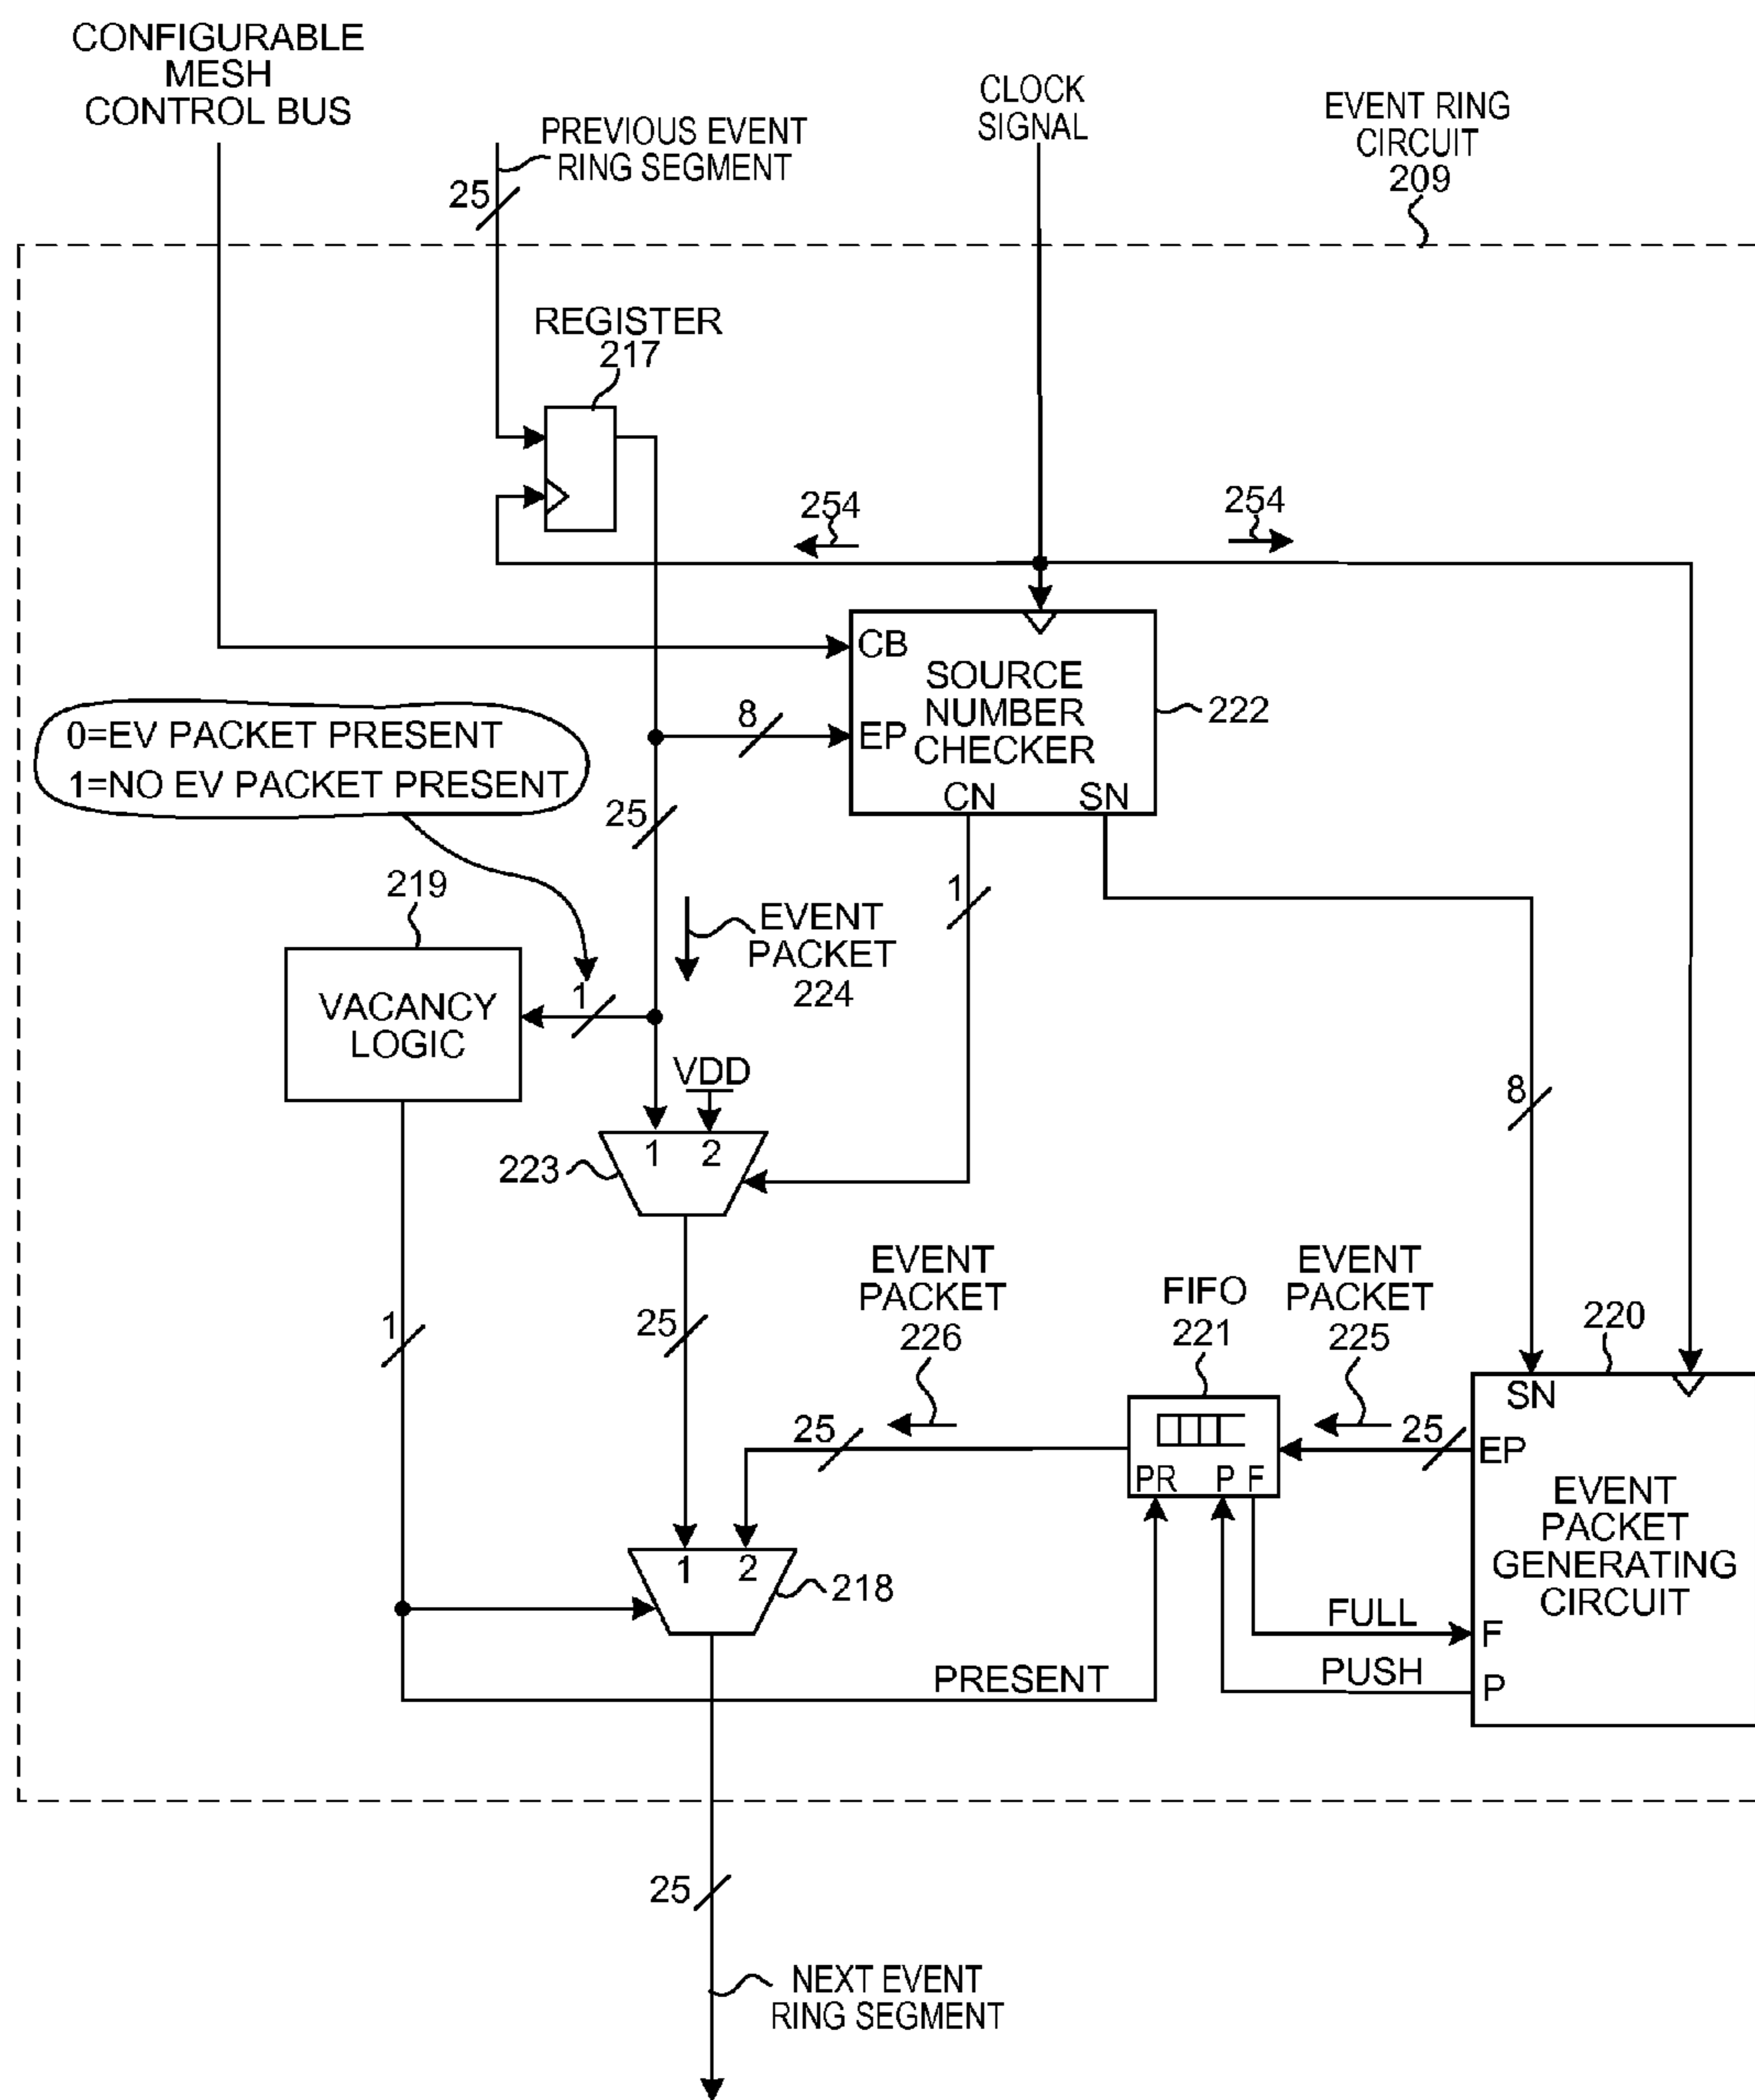 CONFIGURABLE
MESH
CONTROL BUS
PREVIOUS EVENT
RING SEGMENT
25
CLOCK
SIGNAL
EVENT RING
CIRCUIT
209
REGISTER
217
254
254
CB
SOURCE
NUMBER
CHECKER
EP
CN
SN
222
8
0=EV PACKET PRESENT
1=NO EV PACKET PRESENT
25
1
219
VACANCY
LOGIC
1
EVENT
PACKET
224
VDD
1 2
223
8
1
25
EVENT
PACKET
226
FIFO
221
EVENT
PACKET
225
220
25
PR P F
25
SN
EP
EVENT
PACKET
GENERATING
CIRCUIT
F
P
1 2
218
FULL
PUSH
PRESENT
25
NEXT EVENT
RING SEGMENT